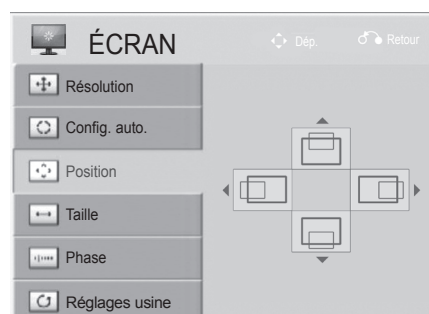 ÉCRAN
Dép.
Retour
Résolution
Config. auto.
Position
Taille
Phase
Réglages usine